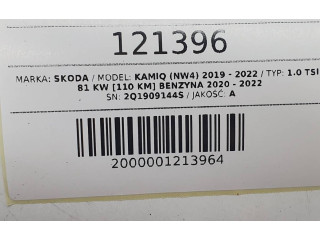 121396
MARKA: SKODA / MODEL: KAMIQ (NW4) 2019 - 2022 / TYP: 1.0 TSI
81 KW [110 KM] BENZYNA 2020 - 2022
SN: 2Q1909144S / JAKOŚĆ: A
2000001213964